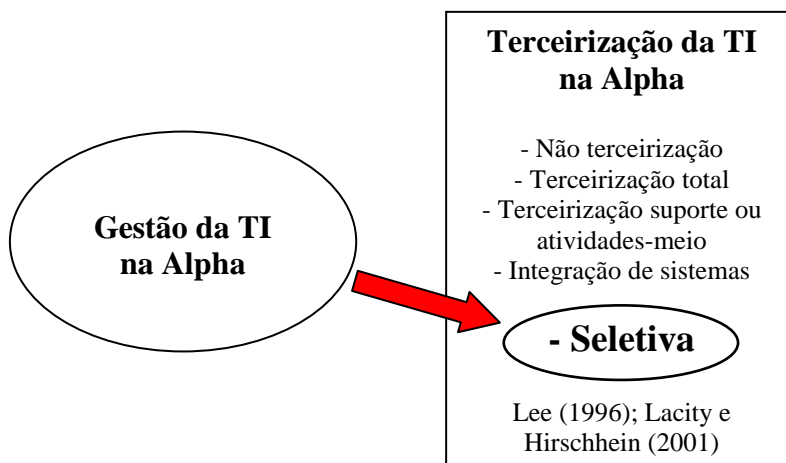 Gestão da TI
na Alpha
Terceirização da TI
na Alpha
- Não terceirização
- Terceirização total
- Terceirização suporte ou
atividades-meio
- Integração de sistemas
- Seletiva
Lee (1996); Lacity e
Hirschhein (2001)